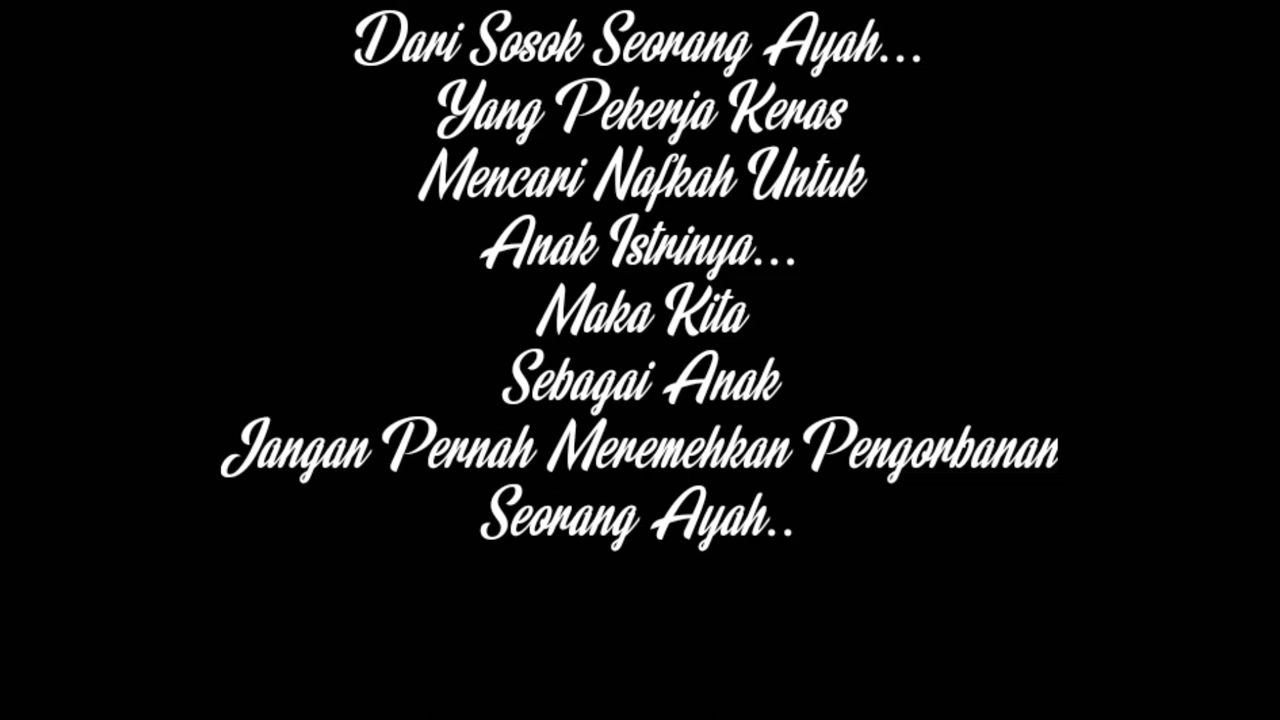 Dari Sosok Seorang Ayah...
Yang Pekerja Keras
Mencari Nafkah Untuk
Anak Istrinya...
Maka Kita
Sebagai Anak
Jangan Pernah Meremehkan Pengorbanan
Seorang Ayah..